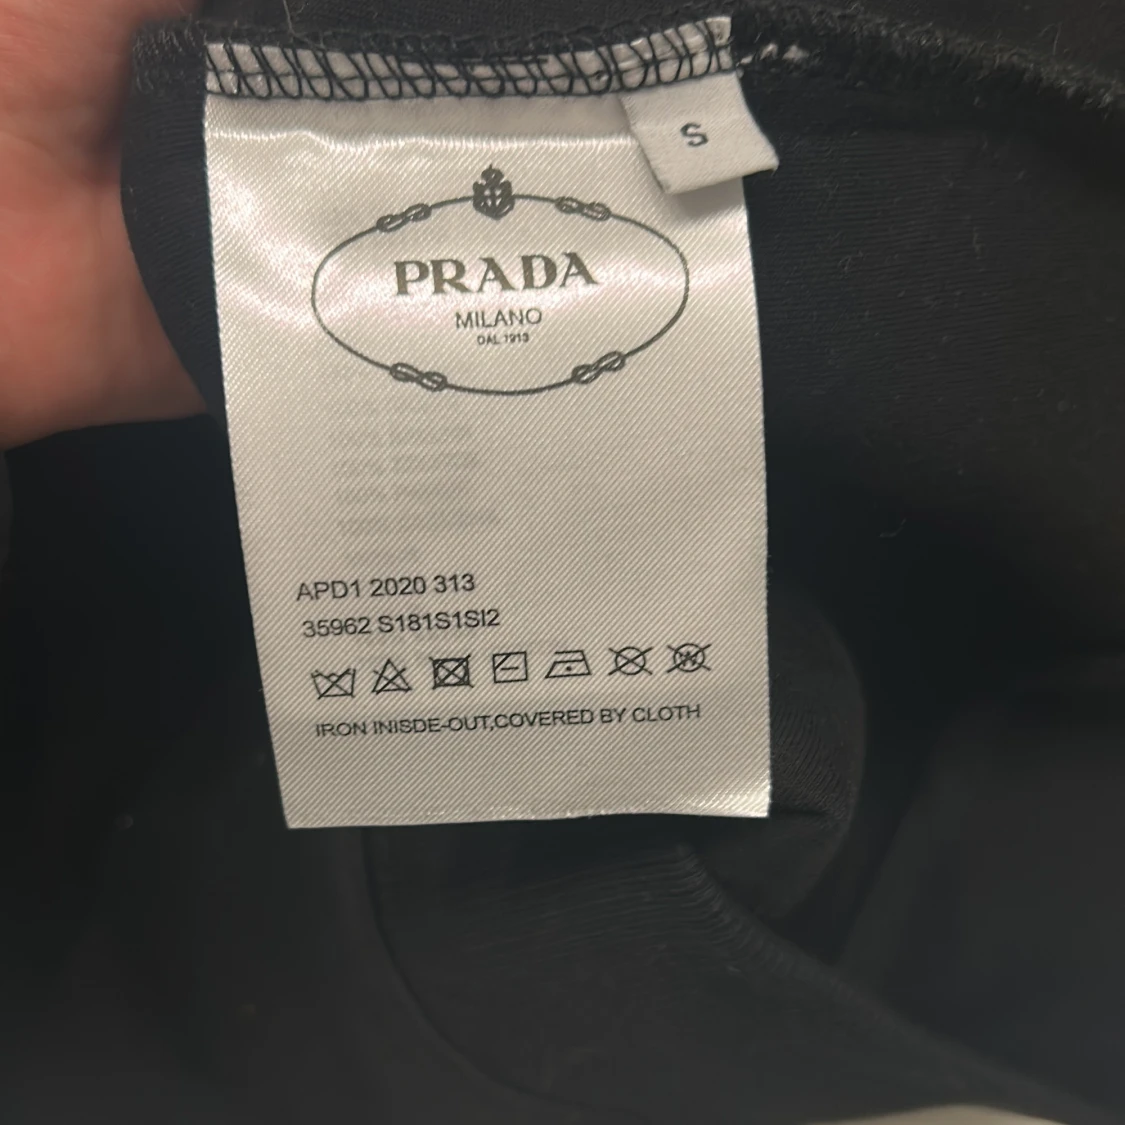 S
PRADA
MILANO
DAL 1913
APD1 2020 313
35962 S181S1SI2
IRON INISDE-OUT,COVERED BY CLOTH